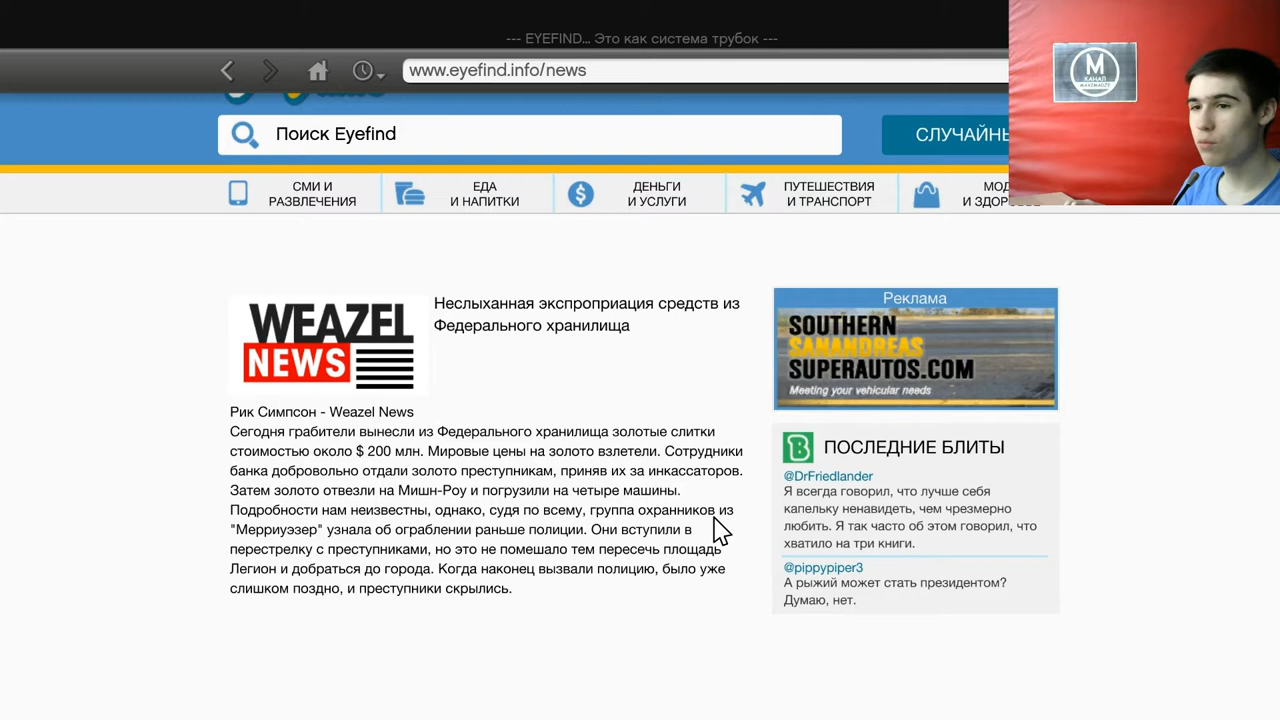 --- EYEFIND... Это как система трубок ---
www.eyefind.info/news
М
КАНАЛ
Поиск Eyefind
СМИ И
РАЗВЛЕЧЕНИЯ
ЕДА
И НАПИТКИ
ДЕНЬГИ
И УСЛУГИ
ПУТЕШЕСТВИЯ
И ТРАНСПОРТ
WEAZEL
NEWS
Неслыханная экспроприация средств из
Федерального хранилища
Рик Симпсон - Weazel News
Сегодня грабители вынесли из Федерального хранилища золотые слитки
стоимостью около $ 200 млн. Мировые цены на золото взлетели. Сотрудники
банка добровольно отдали золото преступникам, приняв их за инкассаторов.
Затем золото отвезли на Мишн-Роу и погрузили на четыре машины.
Подробности нам неизвестны, однако, судя по всему, группа охранников из
"Мерриуэзер" узнала об ограблении раньше полиции. Они вступили в
перестрелку с преступниками, но это не помешало тем пересечь площадь
Легион и добраться до города. Когда наконец вызвали полицию, было уже
слишком поздно, и преступники скрылись.
Реклама
SOUTHERN
SANANDREAS
SUPERAUTOS.COM
Meeting your vehicular needs
ПОСЛЕДНИЕ БЛИТЫ
@DrFriedlander
Я всегда говорил, что лучше себя
капельку ненавидеть, чем чрезмерно
любить. Я так часто об этом говорил, что
хватило на три книги.
@pippypiper3
А рыжий может стать президентом?
Думаю, нет.